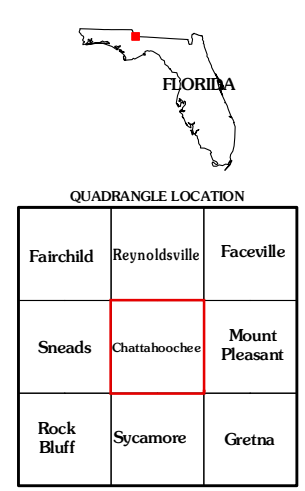 FLORIDA
QUADRANGLE LOCATION
Fairchild Reynoldsville Faceville
Sneads Chattahoochee Mount Pleasant
Rock Bluff Sycamore Gretna